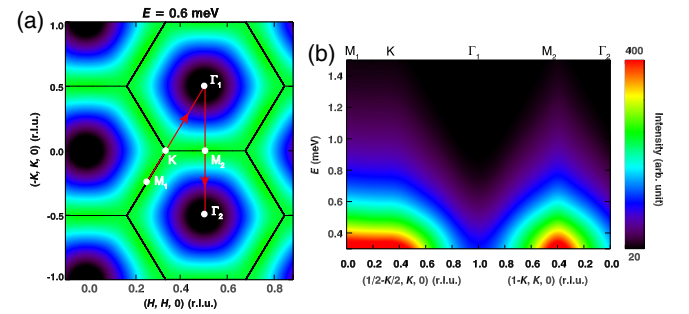 (a)
E = 0.6 meV
1.0
0.5
0.0
-0.5
-1.0
(-K, K, 0) (r.l.u.)
Γ1
K
M2
M1
Γ2
0.0 0.2 0.4 0.6 0.8
(H, H, 0) (r.l.u.)
(b)
M1 K Γ1 M2 Γ2
1.4
1.2
1.0
0.8
0.6
0.4
E (meV)
0.0 0.2 0.4 0.6 0.8 1.0 0.8 0.6 0.4 0.2 0.0
(1/2-K/2, K, 0) (r.l.u.) (1-K, K, 0) (r.l.u.)
400
20
Intensity (arb. unit)